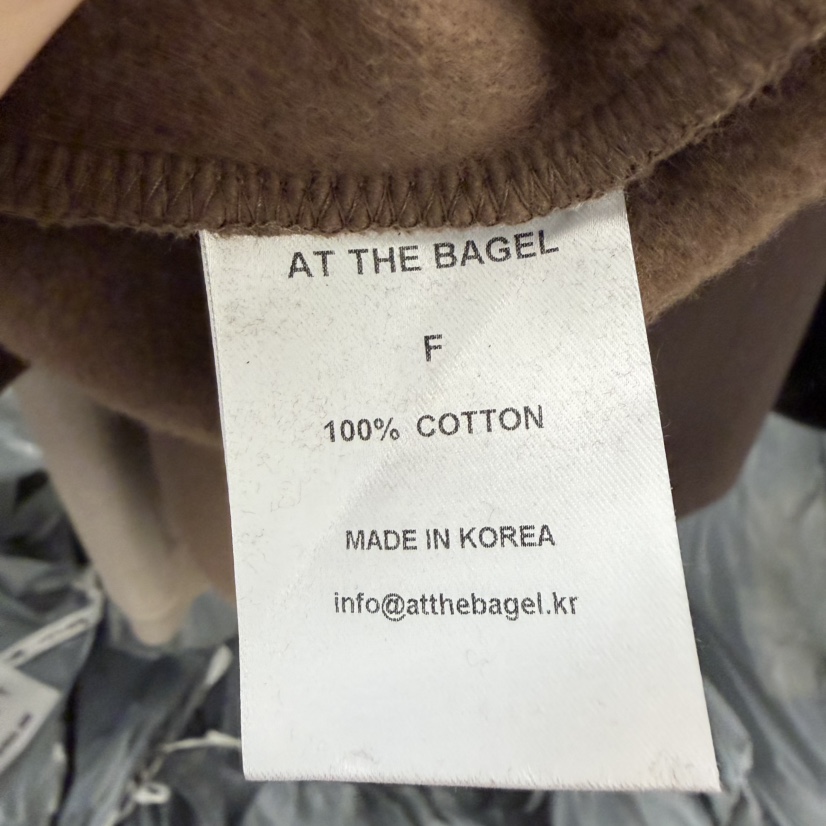 AT THE BAGEL
F
100% COTTON
MADE IN KOREA
info@atthebagel.kr